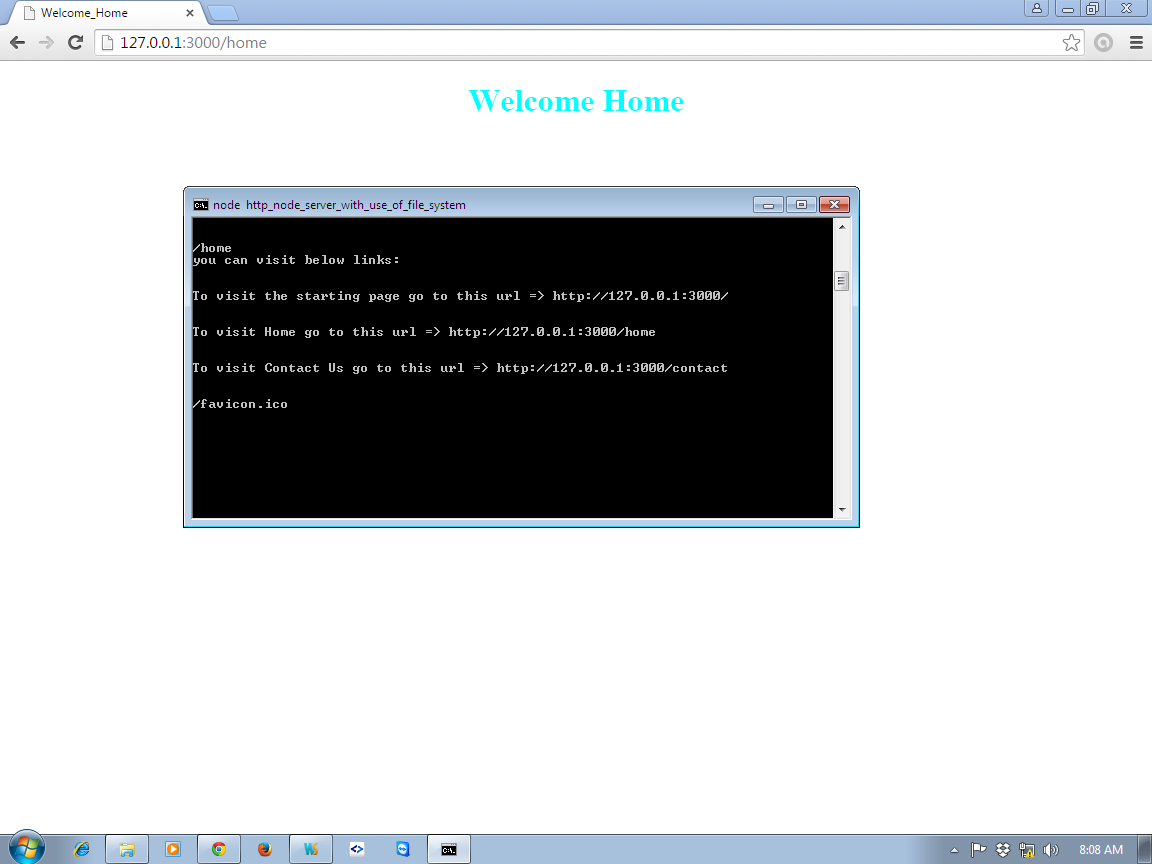 Welcome_Home
127.0.0.1:3000/home
Welcome Home
node http_node_server_with_use_of_file_system
/home
you can visit below links:
To visit the starting page go to this url => http://127.0.0.1:3000/
To visit Home go to this url => http://127.0.0.1:3000/home
To visit Contact Us go to this url => http://127.0.0.1:3000/contact
/favicon.ico
8:08 AM